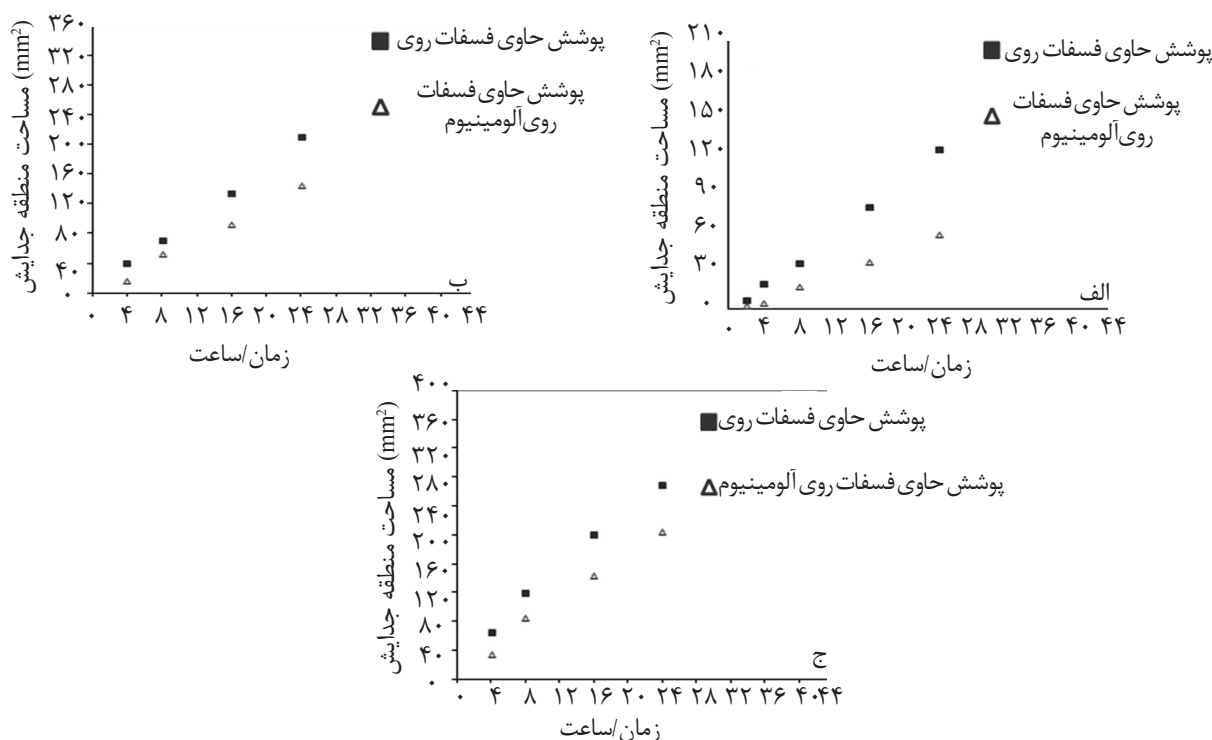 ۲۱۰
۱۸۰
۱۵۰
۱۲۰
۹۰
۶۰
۳۰
۰
مساحت منطقه جدایش (mm²)
پوشش حاوی فسفات روی
پوشش حاوی فسفات
روی‌آلومینیوم
الف
۰ ۴ ۸ ۱۲ ۱۶ ۲۰ ۲۴ ۲۸ ۳۲ ۳۶ ۴۰ ۴۴
زمان/ساعت
۳۶۰
۳۲۰
۲۸۰
۲۴۰
۲۰۰
۱۶۰
۱۲۰
۸۰
۴۰
۰
مساحت منطقه جدایش (mm²)
پوشش حاوی فسفات روی
پوشش حاوی فسفات
روی‌آلومینیوم
ب
۰ ۴ ۸ ۱۲ ۱۶ ۲۰ ۲۴ ۲۸ ۳۲ ۳۶ ۴۰ ۴۴
زمان/ساعت
۴۰۰
۳۶۰
۳۲۰
۲۸۰
۲۴۰
۲۰۰
۱۶۰
۱۲۰
۸۰
۴۰
۰
مساحت منطقه جدایش (mm²)
پوشش حاوی فسفات روی
پوشش حاوی فسفات روی آلومینیوم
ج
۰ ۴ ۸ ۱۲ ۱۶ ۲۰ ۲۴ ۲۸ ۳۲ ۳۶ ۴۰ ۴۴
زمان/ساعت